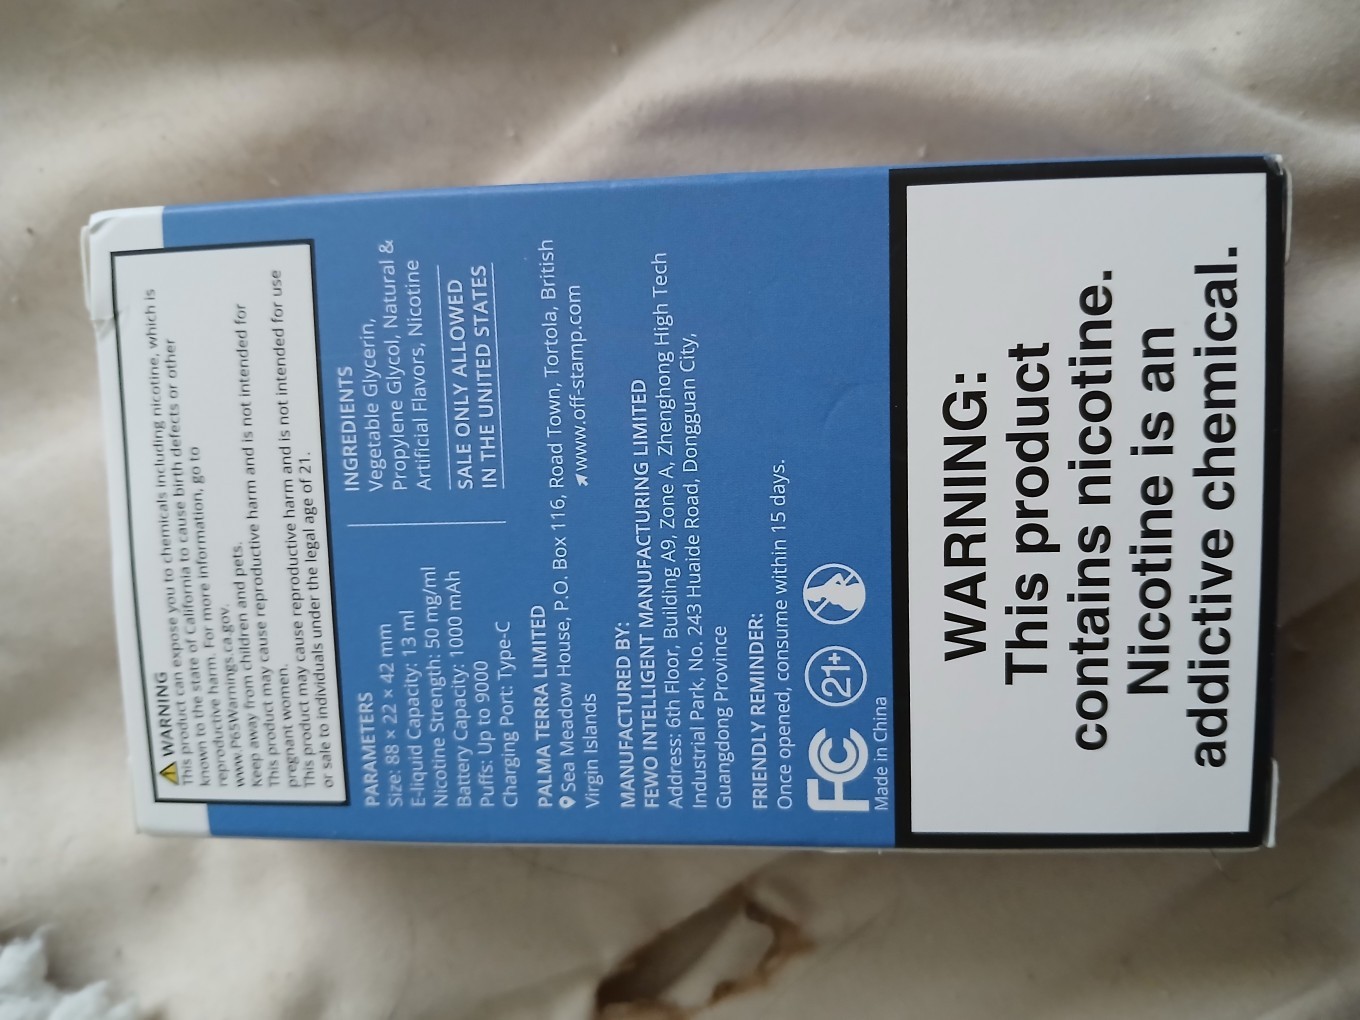 WARNING
This product can expose you to chemicals including nicotine, which is
known to the state of California to cause birth defects or other
reproductive harm. For more information, go to
www.P65Warnings.ca.gov.
Keep away from children and pets.
This product may cause reproductive harm and is not intended for
pregnant women.
This product may cause reproductive harm and is not intended for use
or sale to individuals under the legal age of 21.
PARAMETERS
Size: 88 × 22 × 42 mm
E-liquid Capacity: 13 ml
Nicotine Strength: 50 mg/ml
Battery Capacity: 1000 mAh
Puffs: Up to 9000
Charging Port: Type-C
INGREDIENTS
Vegetable Glycerin,
Propylene Glycol, Natural &
Artificial Flavors, Nicotine
SALE ONLY ALLOWED
IN THE UNITED STATES
PALMA TERRA LIMITED
Sea Meadow House, P.O. Box 116, Road Town, Tortola, British
Virgin Islands
www.off-stamp.com
MANUFACTURED BY:
FEWO INTELLIGENT MANUFACTURING LIMITED
Address: 6th Floor, Building A9, Zone A, Zhenghong High Tech
Industrial Park, No. 243 Huaide Road, Dongguan City,
Guangdong Province
FRIENDLY REMINDER:
Once opened, consume within 15 days.
FC 21+
Made in China
WARNING:
This product
contains nicotine.
Nicotine is an
addictive chemical.